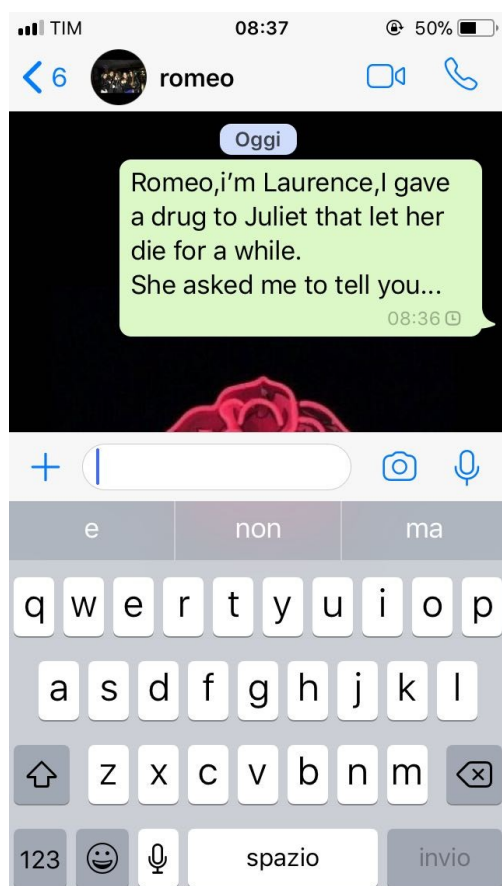 TIM 08:37 50%
6 romeo
Oggi
Romeo,i'm Laurence,I gave
a drug to Juliet that let her
die for a while.
She asked me to tell you...
08:36
e non ma
q w e r t y u i o p
a s d f g h j k l
z x c v b n m
123 spazio invio